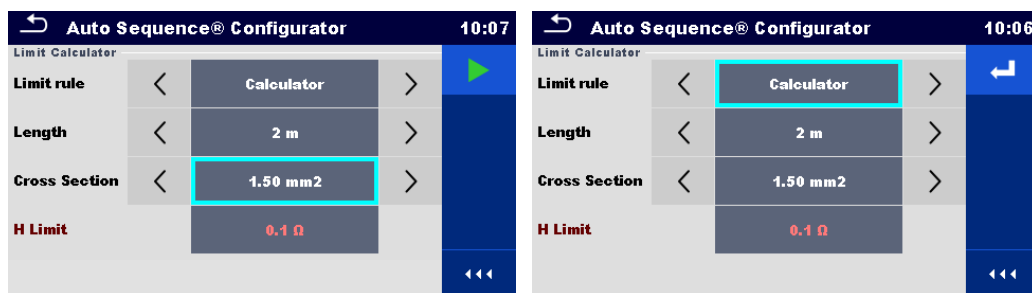 Auto Sequence® Configurator 10:07
Limit Calculator
Limit rule Calculator
Length 2 m
Cross Section 1.50 mm2
H Limit 0.1 Ω
Auto Sequence® Configurator 10:06
Limit Calculator
Limit rule Calculator
Length 2 m
Cross Section 1.50 mm2
H Limit 0.1 Ω